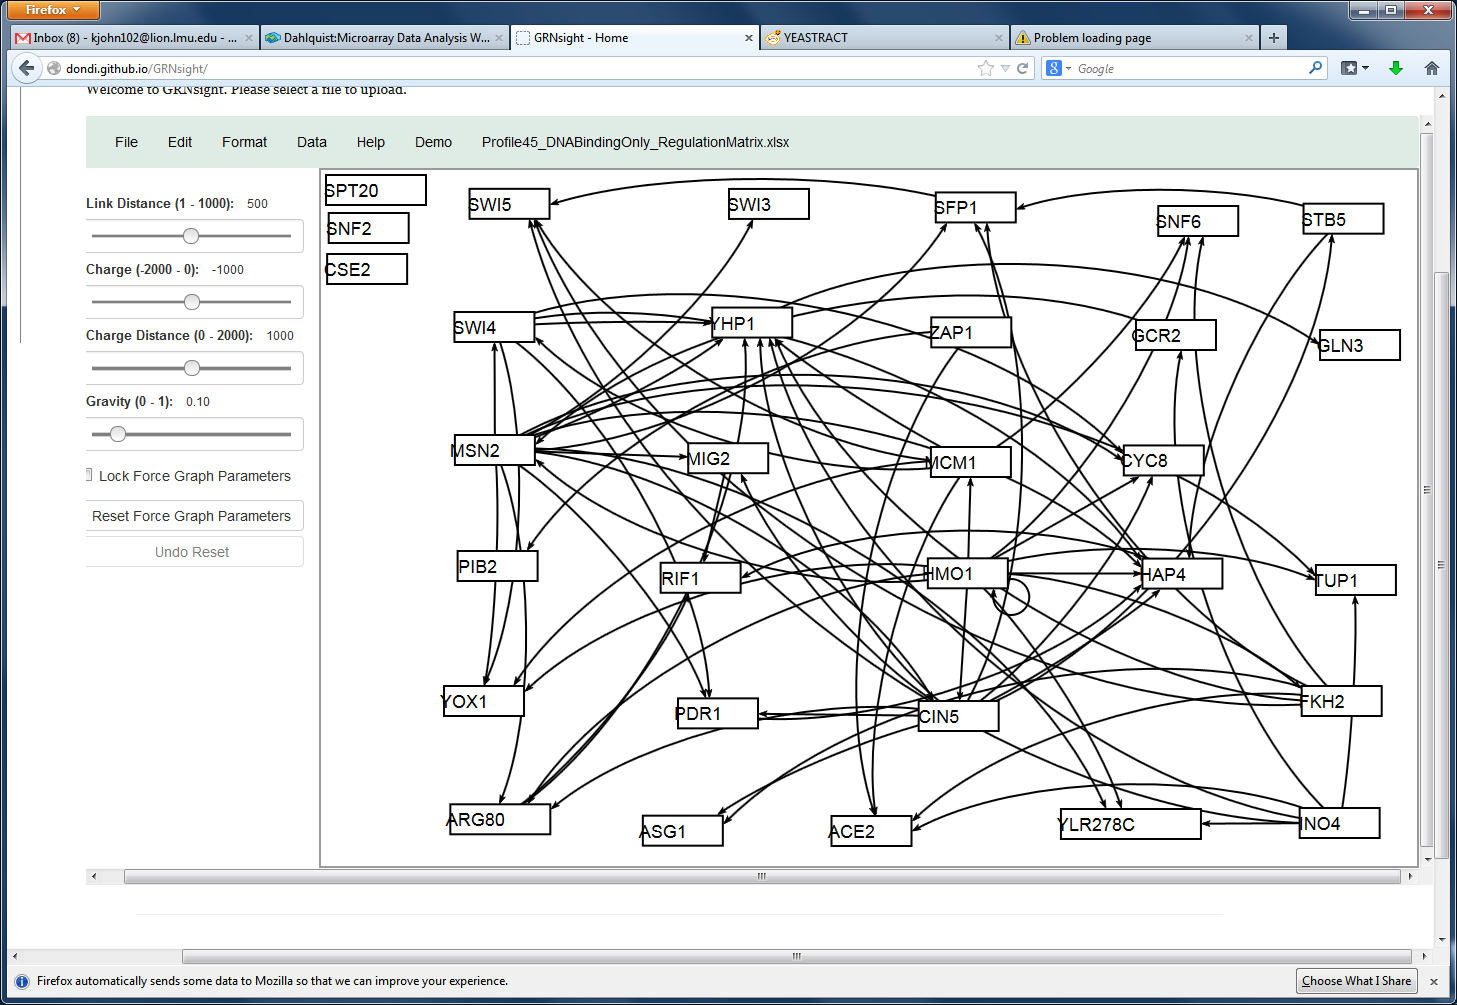 Firefox
Inbox (8) - kjohn102@lion.lmu.edu - ...
Dahlquist:Microarray Data Analysis W...
GRNsight - Home
YEASTRACT
Problem loading page
dondi.github.io/GRNsight/
Google
Welcome to GRNsight. Please select a file to upload.
File Edit Format Data Help Demo Profile45_DNABindingOnly_RegulationMatrix.xlsx
Link Distance (1 - 1000): 500
Charge (-2000 - 0): -1000
Charge Distance (0 - 2000): 1000
Gravity (0 - 1): 0.10
Lock Force Graph Parameters
Reset Force Graph Parameters
Undo Reset
SPT20
SNF2
CSE2
SWI5
SWI3
SFP1
SNF6
STB5
SWI4
YHP1
ZAP1
GCR2
GLN3
MSN2
MIG2
MCM1
CYC8
PIB2
RIF1
HMO1
HAP4
TUP1
YOX1
PDR1
CIN5
FKH2
ARG80
ASG1
ACE2
YLR278C
INO4
Firefox automatically sends some data to Mozilla so that we can improve your experience.
Choose What I Share